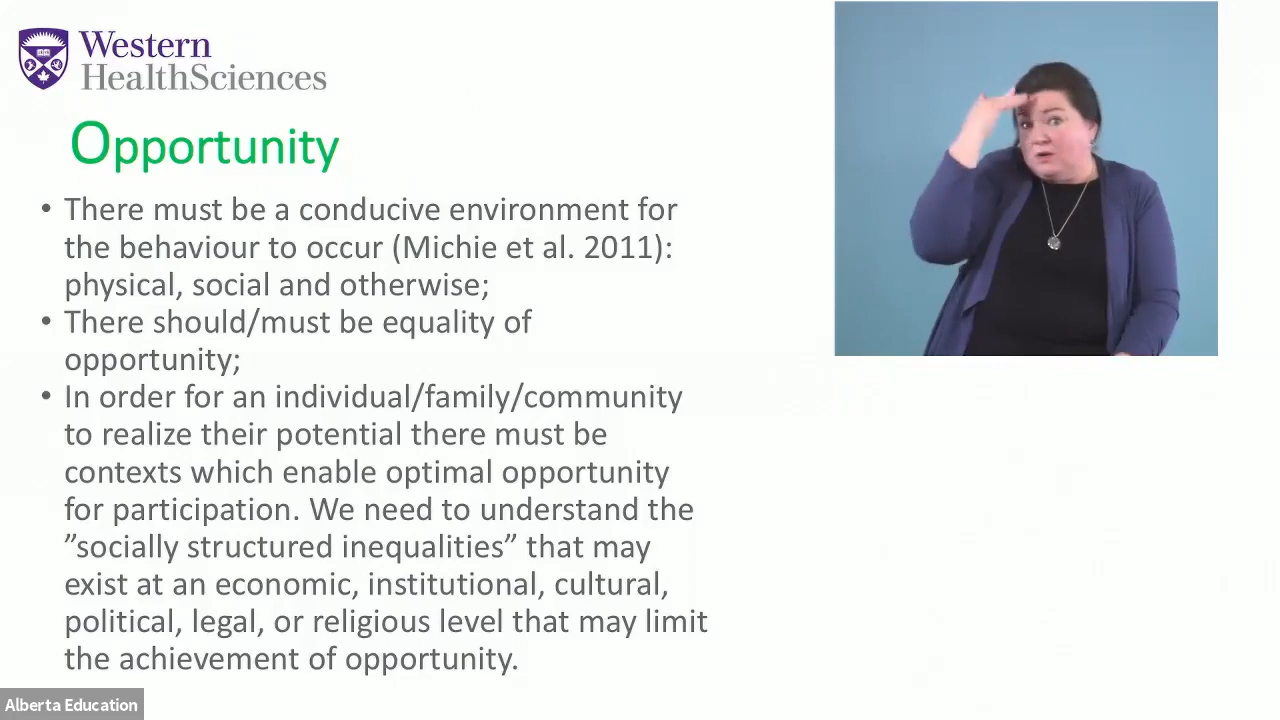 Western
HealthSciences
Opportunity
• There must be a conducive environment for
the behaviour to occur (Michie et al. 2011):
physical, social and otherwise;
• There should/must be equality of
opportunity;
• In order for an individual/family/community
to realize their potential there must be
contexts which enable optimal opportunity
for participation. We need to understand the
”socially structured inequalities” that may
exist at an economic, institutional, cultural,
political, legal, or religious level that may limit
the achievement of opportunity.
Alberta Education